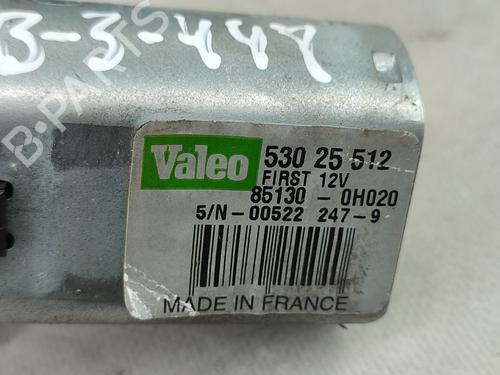 B-3-447
B-PARTS
Valeo
530 25 512
FIRST 12V
85130 - 0H020
S/N-00522 247-9
MADE IN FRANCE